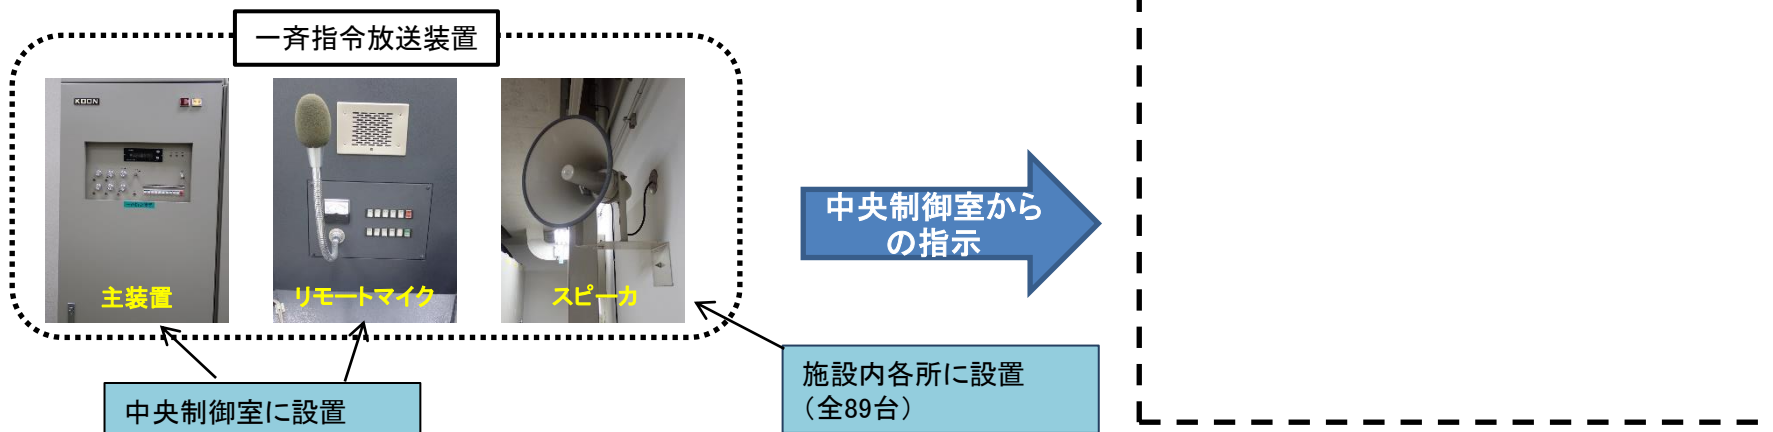 一斉指令放送装置
KOON
主装置
リモートマイク
スピーカ
中央制御室から
の指示
中央制御室に設置
施設内各所に設置
（全89台）